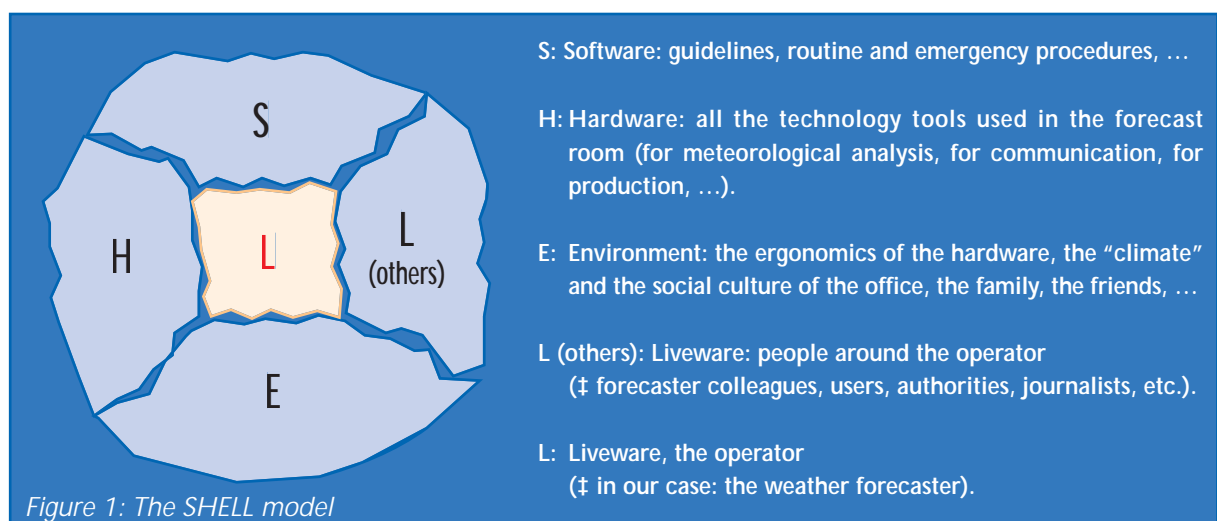 S
H
L
L
(others)
E
Figure 1: The SHELL model
S: Software: guidelines, routine and emergency procedures, …
H: Hardware: all the technology tools used in the forecast
room (for meteorological analysis, for communication, for
production, …).
E: Environment: the ergonomics of the hardware, the “climate”
and the social culture of the office, the family, the friends, …
L (others): Liveware: people around the operator
(‡ forecaster colleagues, users, authorities, journalists, etc.).
L: Liveware, the operator
(‡ in our case: the weather forecaster).